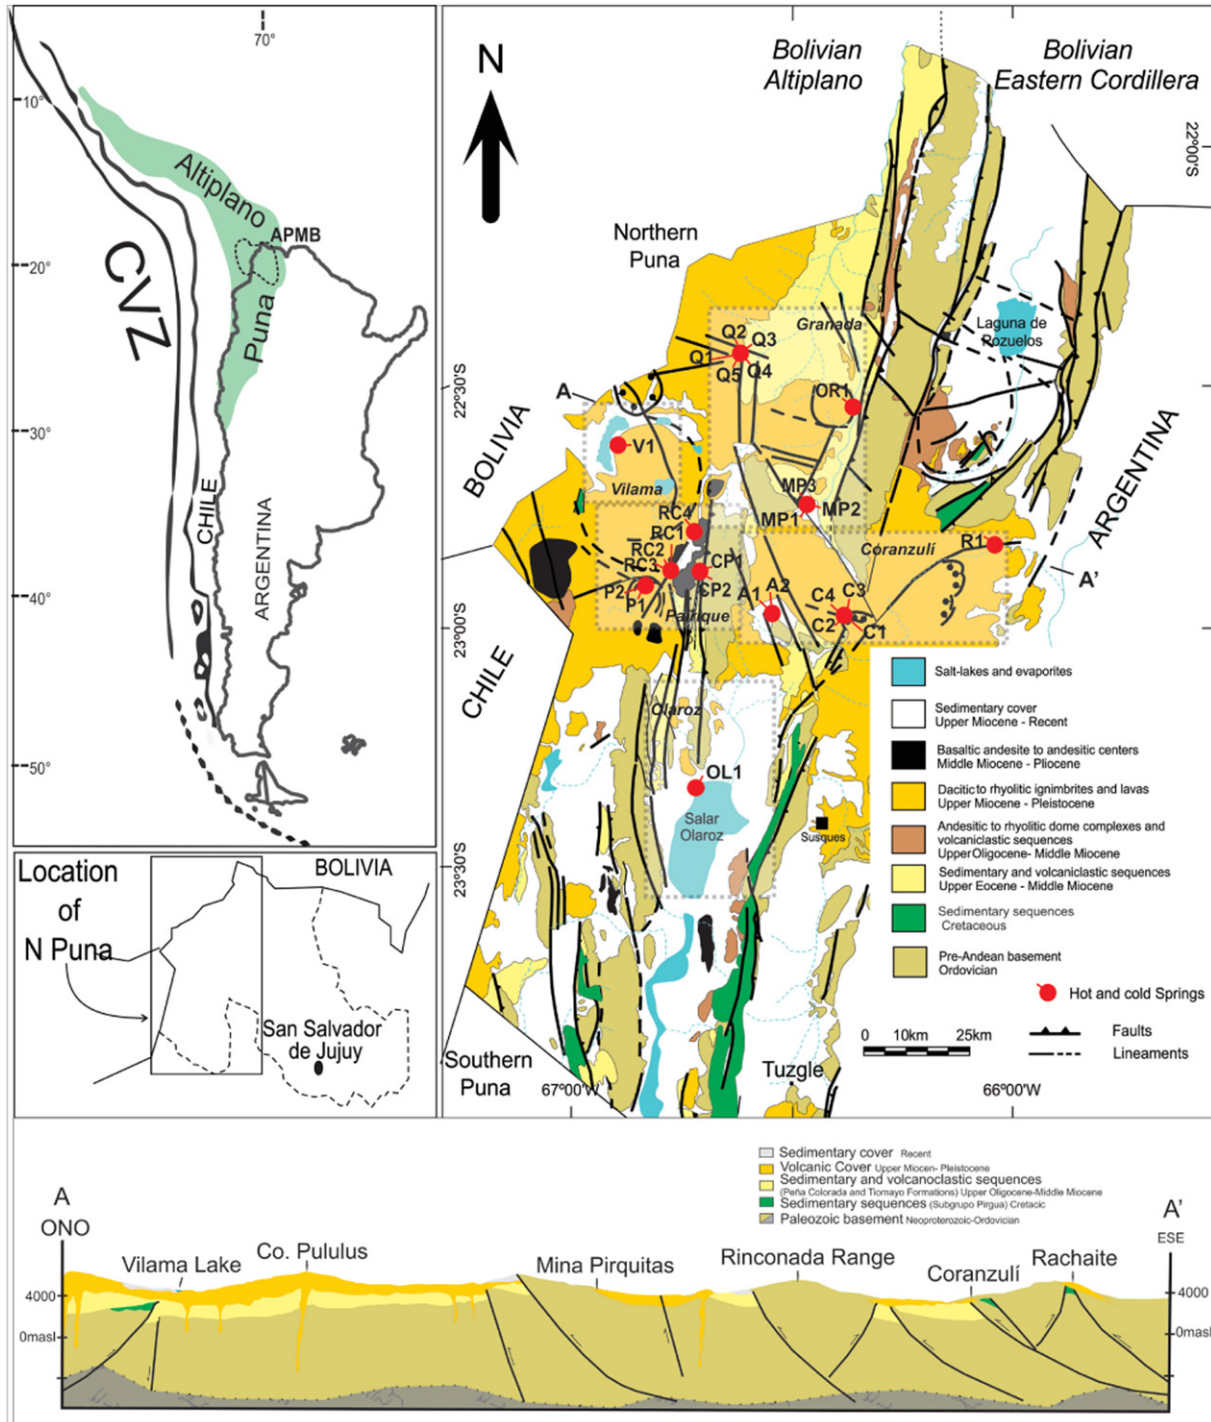 70°
10°
20°
30°
40°
50°
Altiplano
APMB
CVZ
Puna
CHILE
ARGENTINA
Location
of
N Puna
BOLIVIA
San Salvador
de Jujuy
N
Bolivian
Altiplano
Bolivian
Eastern Cordillera
22°00'S
Northern
Puna
Granada
Laguna de
Rozuelos
Q2
Q3
Q1
Q5
Q4
OR1
22°30'S
A
BOLIVIA
V1
Vilama
ARGENTINA
MP3
MP1
MP2
RC4
RC1
RC2
RC3
CP1
CP2
P2
P1
Pairique
Coranzulí
R1
A'
A1
A2
C4
C3
C2
C1
23°00'S
CHILE
Olaroz
OL1
Salar
Olaroz
Susques
23°30'S
Southern
Puna
67°00'W
Tuzgle
66°00'W
Salt-lakes and evaporites
Sedimentary cover
Upper Miocene - Recent
Basaltic andesite to andesitic centers
Middle Miocene - Pliocene
Dacitic to rhyolitic ignimbrites and lavas
Upper Miocene - Pleistocene
Andesitic to rhyolitic dome complexes and
volcaniclastic sequences
Upper Oligocene- Middle Miocene
Sedimentary and volcaniclastic sequences
Upper Eocene - Middle Miocene
Sedimentary sequences
Cretaceous
Pre-Andean basement
Ordovician
Hot and cold Springs
0 10km 25km
Faults
Lineaments
Sedimentary cover Recent
Volcanic Cover Upper Miocen- Pleistocene
Sedimentary and volcanoclastic sequences
(Peña Colorada and Tiomayo Formations) Upper Oligocene-Middle Miocene
Sedimentary sequences (Subgrupo Pirgua) Cretacic
Paleozoic basement Neoproterozoic-Ordovician
A
ONO
A'
ESE
Vilama Lake
Co. Pululus
Mina Pirquitas
Rinconada Range
Coranzulí
Rachaite
4000
0masl
4000
0masl